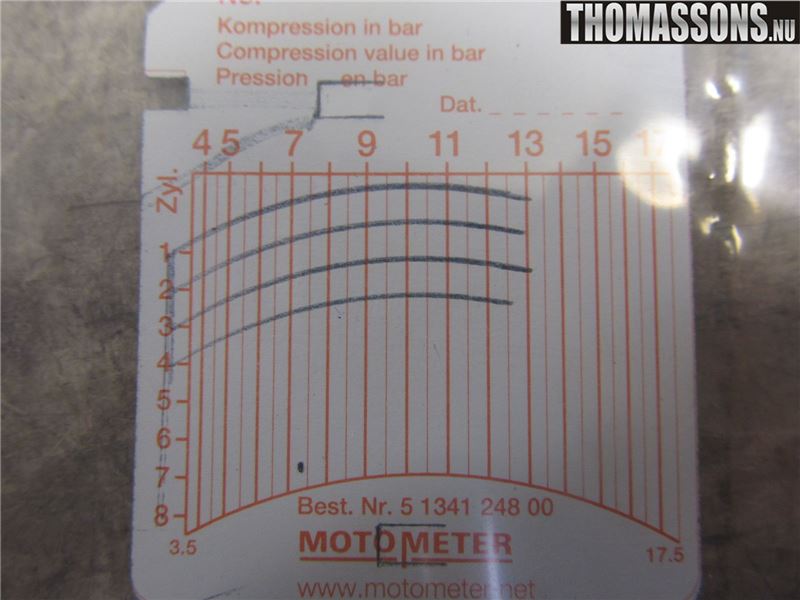 THOMASSONS.NU
Kompression in bar
Compression value in bar
Pression en bar
Dat. _ _ _ _ _ _
4 5 7 9 11 13 15 17
Zyl.
1
2
3
4
5
6
7
8
3.5 17.5
Best. Nr. 5 1341 248 00
MOTOMETER
www.motometer.net